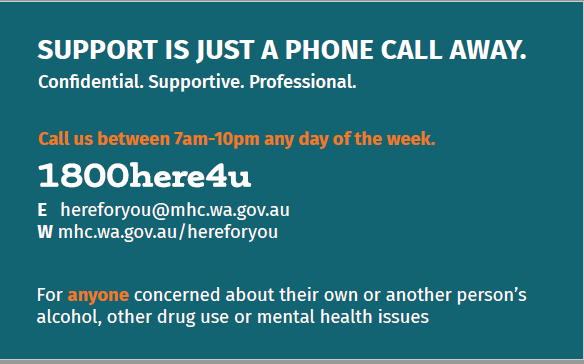 SUPPORT IS JUST A PHONE CALL AWAY.
Confidential. Supportive. Professional.
Call us between 7am-10pm any day of the week.
1800here4u
E hereforyou@mhc.wa.gov.au
W mhc.wa.gov.au/hereforyou
For anyone concerned about their own or another person’s
alcohol, other drug use or mental health issues